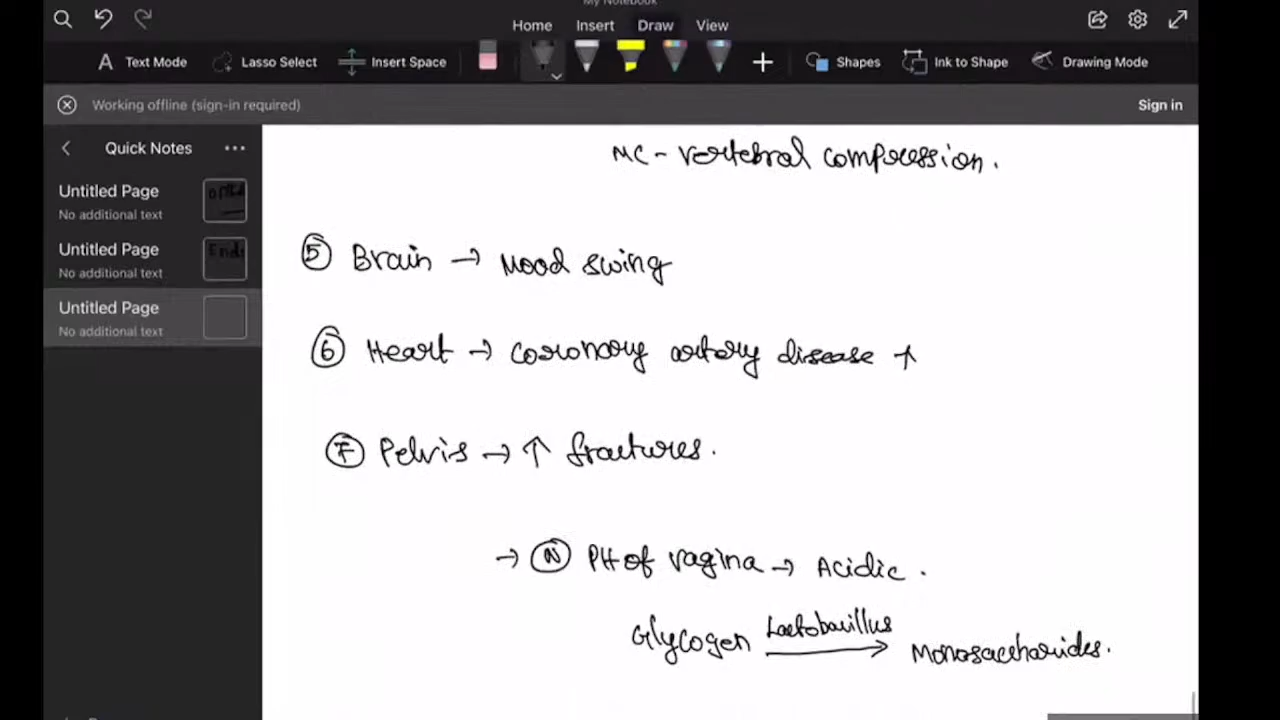 My Notebook
Home Insert Draw View
Text Mode Lasso Select Insert Space Shapes Ink to Shape Drawing Mode
Working offline (sign-in required) Sign in
Quick Notes
Untitled Page
No additional text
Untitled Page
No additional text
Untitled Page
No additional text
MC - vertebral compression.
⑤ Brain → Mood swing
⑥ Heart → coronary artery disease ↑
⑦ Pelvis → ↑ fractures.
→ Ⓝ PH of vagina → Acidic.
Glycogen Lactobacillus → Monosaccharides.